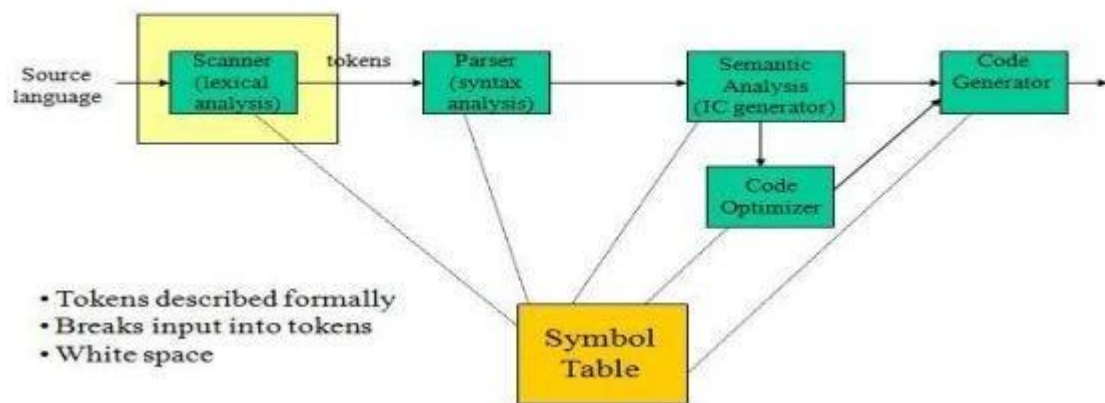 Source
language
Scanner
(lexical
analysis)
tokens
Parser
(syntax
analysis)
Semantic
Analysis
(IC generator)
Code
Generator
Code
Optimizer
• Tokens described formally
• Breaks input into tokens
• White space
Symbol
Table